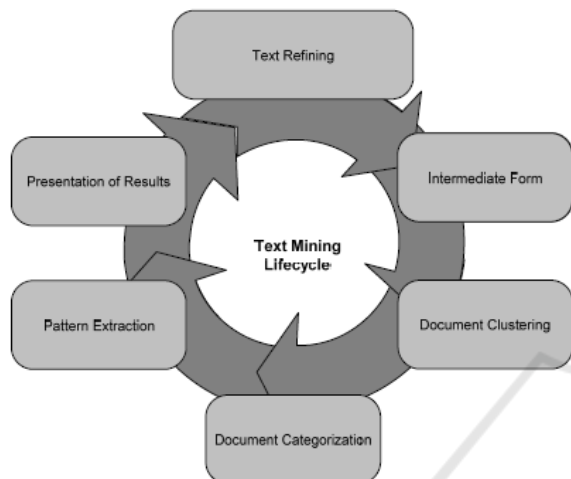 Text Refining
Intermediate Form
Document Clustering
Document Categorization
Pattern Extraction
Presentation of Results
Text Mining
Lifecycle